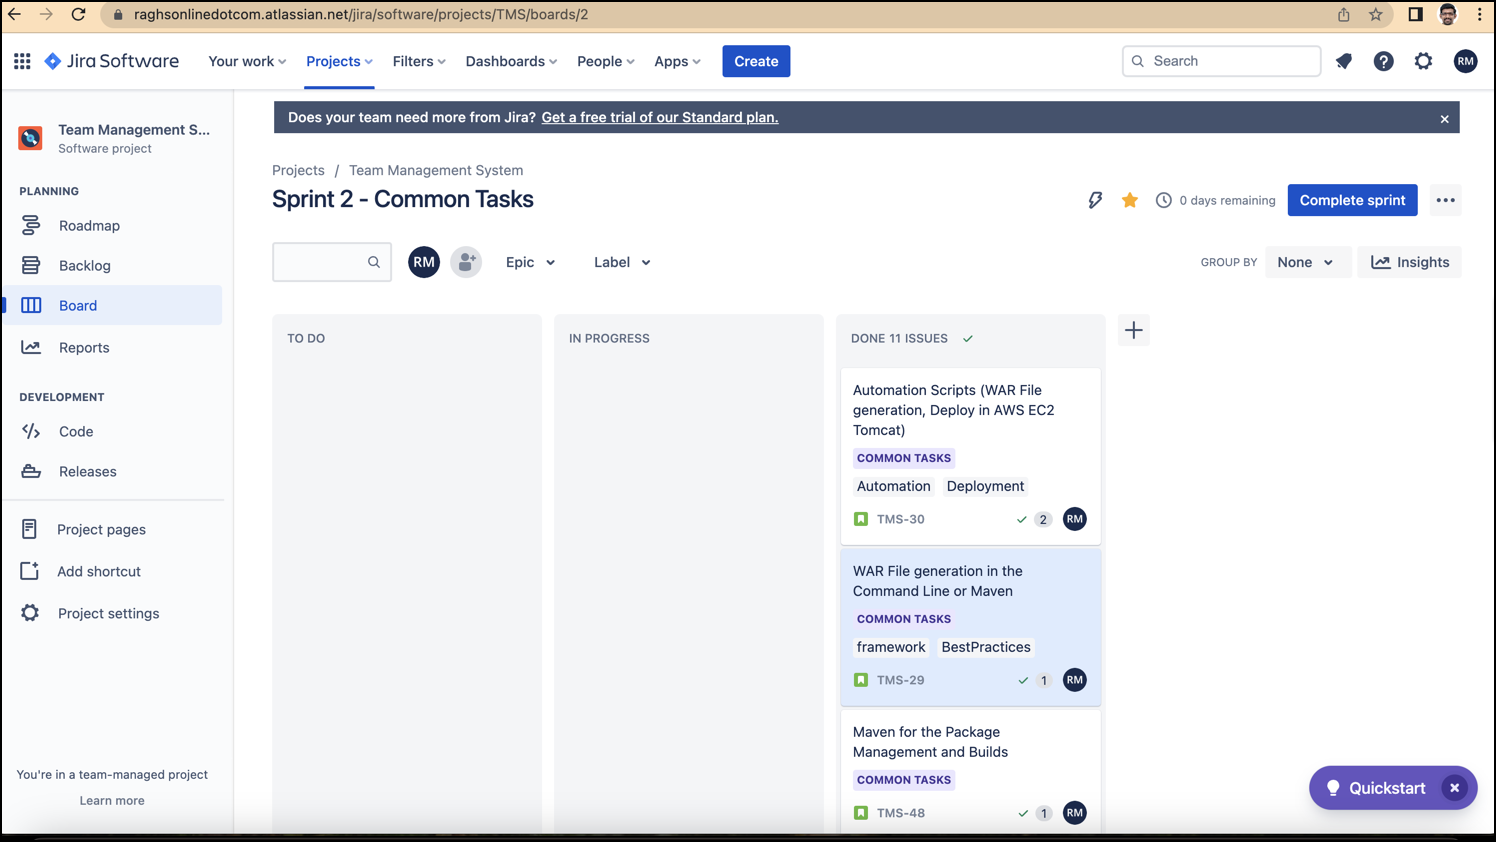 raghsonlinedotcom.atlassian.net/jira/software/projects/TMS/boards/2
Jira Software
Your work
Projects
Filters
Dashboards
People
Apps
Create
Search
RM
Team Management S...
Software project
Does your team need more from Jira? Get a free trial of our Standard plan.
PLANNING
Roadmap
Backlog
Board
Reports
DEVELOPMENT
Code
Releases
Project pages
Add shortcut
Project settings
You're in a team-managed project
Learn more
Projects / Team Management System
Sprint 2 - Common Tasks
0 days remaining
Complete sprint
RM
Epic
Label
GROUP BY
None
Insights
TO DO
IN PROGRESS
DONE 11 ISSUES
Automation Scripts (WAR File
generation, Deploy in AWS EC2
Tomcat)
COMMON TASKS
Automation Deployment
TMS-30 2 RM
WAR File generation in the
Command Line or Maven
COMMON TASKS
framework BestPractices
TMS-29 1 RM
Maven for the Package
Management and Builds
COMMON TASKS
TMS-48 1 RM
Quickstart